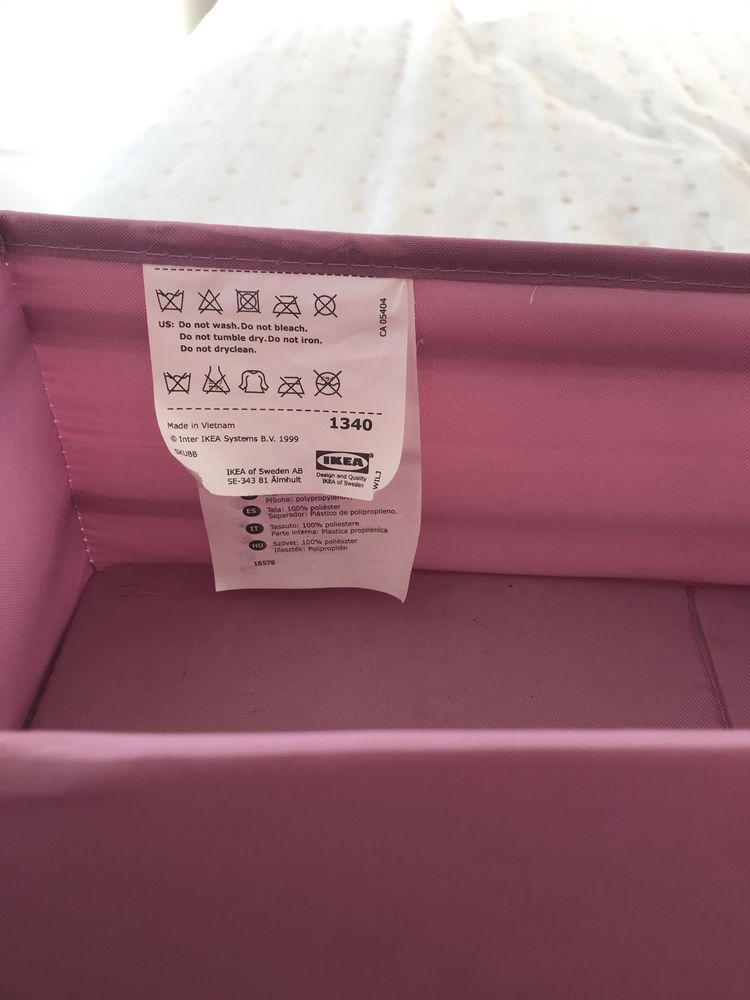 US: Do not wash. Do not bleach.
Do not tumble dry. Do not iron.
Do not dryclean.
CA 05404
Made in Vietnam
1340
© Inter IKEA Systems B.V. 1999
SKUBB
IKEA of Sweden AB
SE-343 81 Älmhult
IKEA®
Design and Quality
IKEA of Sweden
ES Tela: 100% poliéster
Separador: Plástico de polipropileno.
IT Tessuto: 100% poliestere
Parte interna: Plastica propilenica
HU Szövet: 100% poliészter
Illeszték: Polipropilén
16578